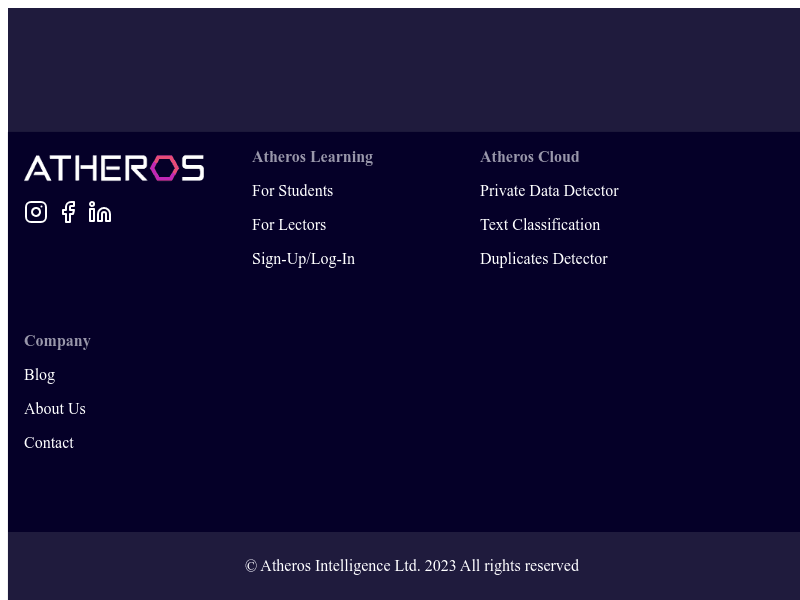 ATHEROS
Atheros Learning
For Students
For Lectors
Sign-Up/Log-In
Atheros Cloud
Private Data Detector
Text Classification
Duplicates Detector
Company
Blog
About Us
Contact
© Atheros Intelligence Ltd. 2023 All rights reserved